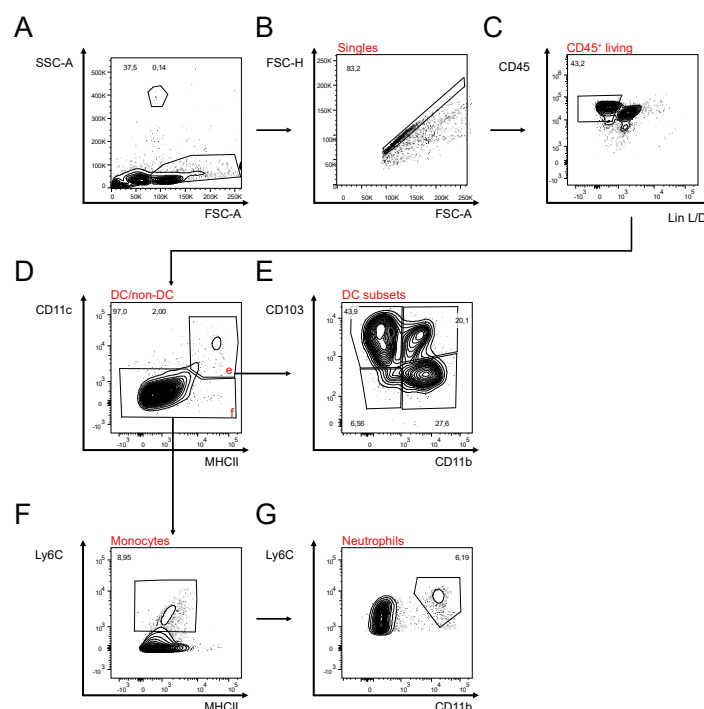 A
SSC-A
37,5 0,14
500K
400K
300K
200K
100K
0
0 50K 100K 150K 200K 250K
FSC-A
B
Singles
FSC-H
83,2
250K
200K
150K
100K
50K
0
0 50K 100K 150K 200K 250K
FSC-A
C
CD45⁺ living
CD45
43,2
10⁶
10⁵
10⁴
0
-10³
-10³ 0 10³ 10⁴ 10⁵
Lin L/D
D
DC/non-DC
CD11c
97,0 2,00
10⁵
10⁴
10³
0
-10³
e
f
-10³ 0 10³ 10⁴ 10⁵
MHCII
E
DC subsets
CD103
43,9 20,1
10⁵
10⁴
10³
10²
0
6,56 27,6
-10³ 0 10³ 10⁴ 10⁵
CD11b
F
Monocytes
Ly6C
8,95
10⁵
10⁴
10³
0
-10³
-10³ 0 10³ 10⁴ 10⁵
MHCII
G
Neutrophils
Ly6C
6,19
10⁵
10⁴
10³
0
-10³
-10³ 0 10³ 10⁴ 10⁵
CD11b